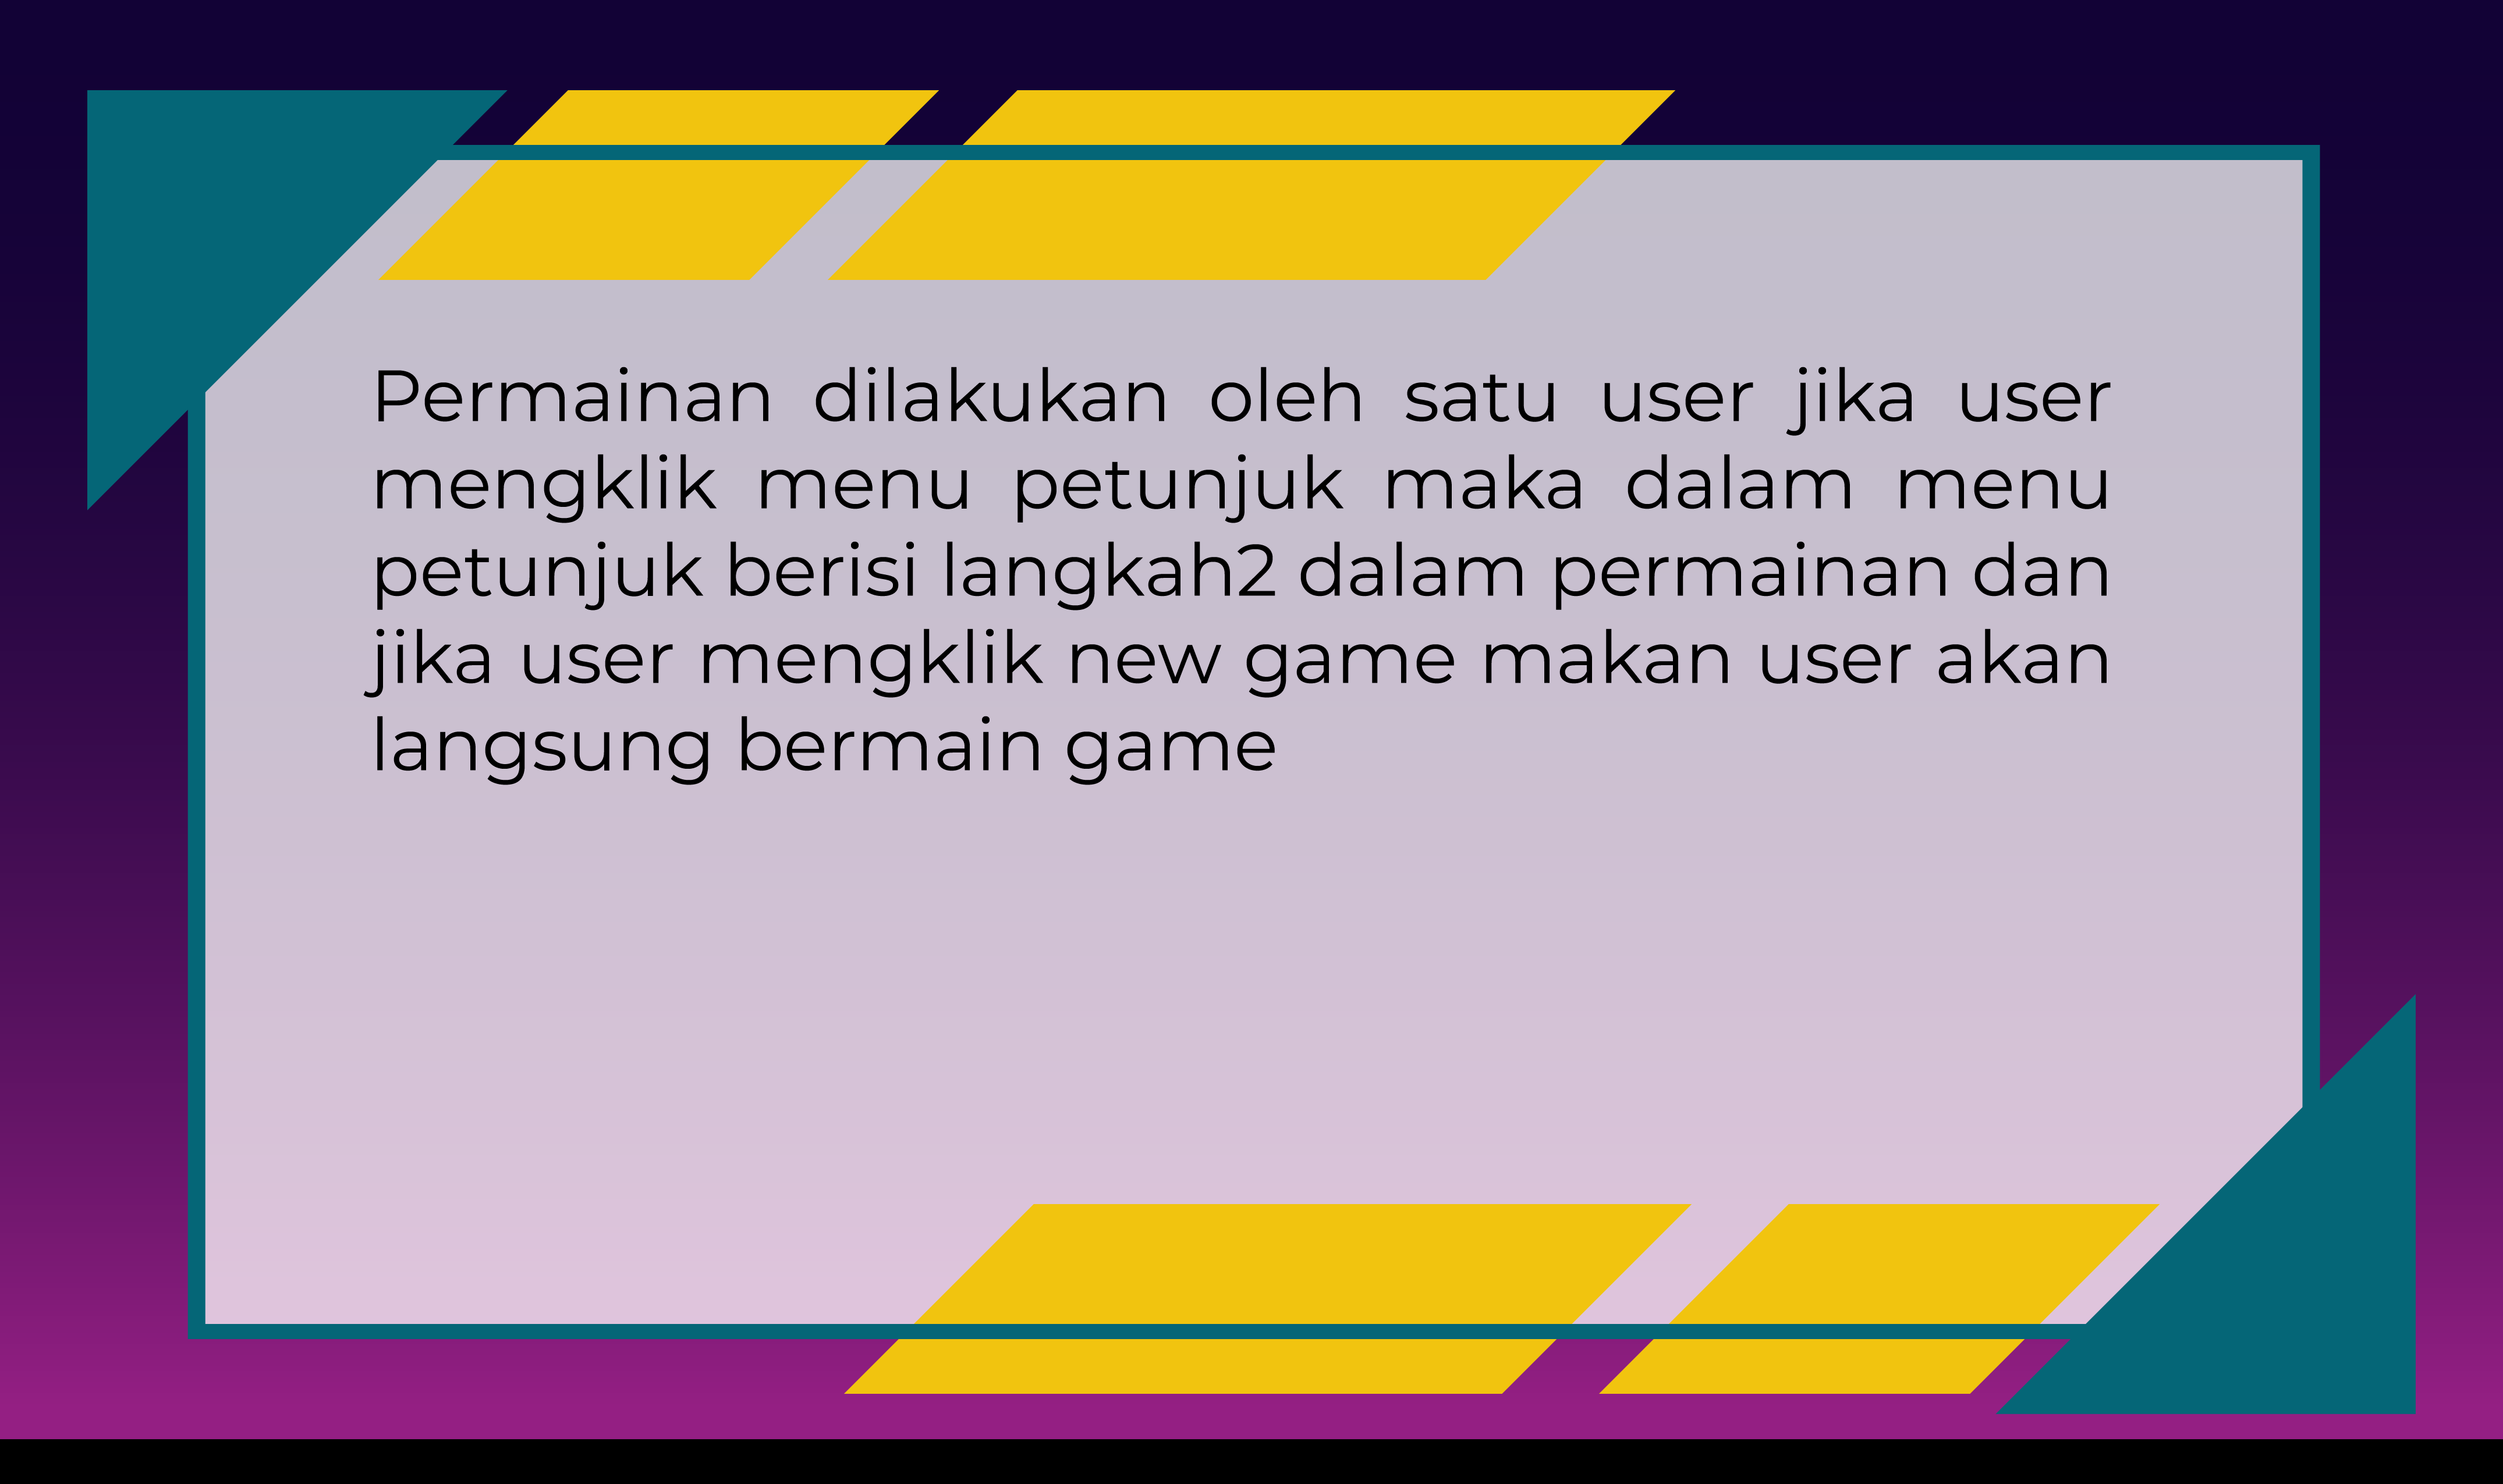 Permainan dilakukan oleh satu user jika user
mengklik menu petunjuk maka dalam menu
petunjuk berisi langkah2 dalam permainan dan
jika user mengklik new game makan user akan
langsung bermain game